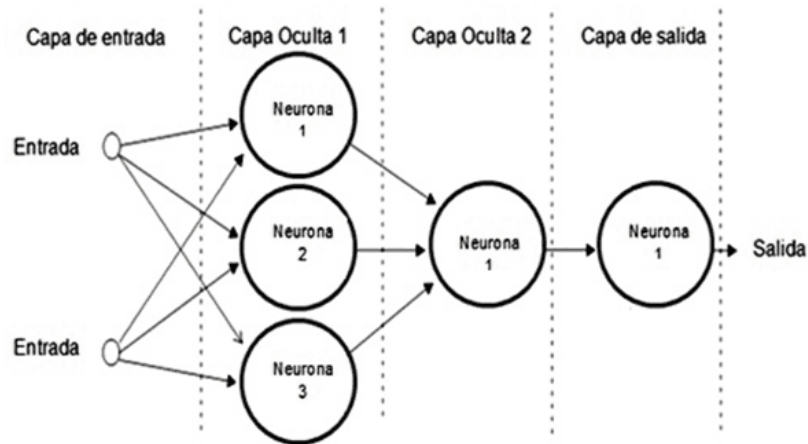 Capa de entrada
Capa Oculta 1
Capa Oculta 2
Capa de salida
Entrada
Entrada
Neurona
1
Neurona
2
Neurona
3
Neurona
1
Neurona
1
Salida